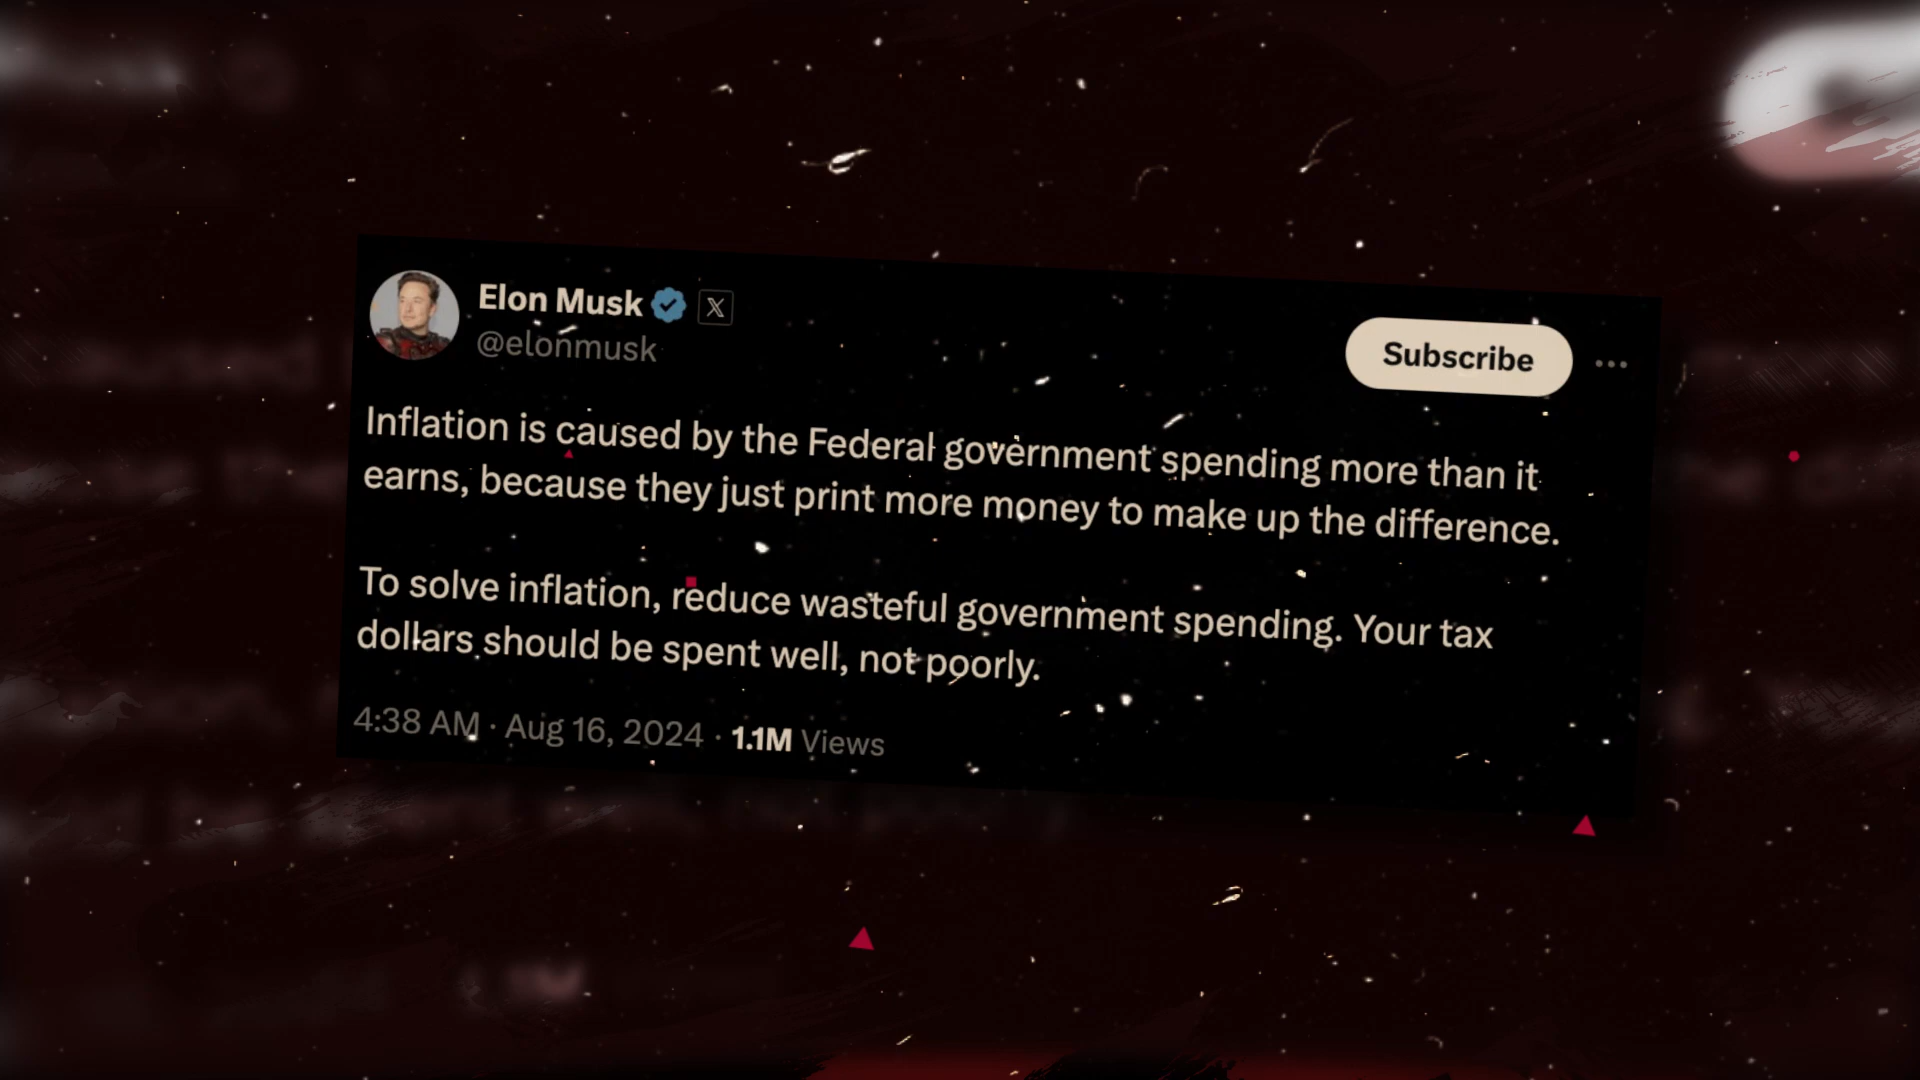 Elon Musk
@elonmusk
Subscribe
Inflation is caused by the Federal government spending more than it
earns, because they just print more money to make up the difference.
To solve inflation, reduce wasteful government spending. Your tax
dollars should be spent well, not poorly.
4:38 AM · Aug 16, 2024 · 1.1M Views